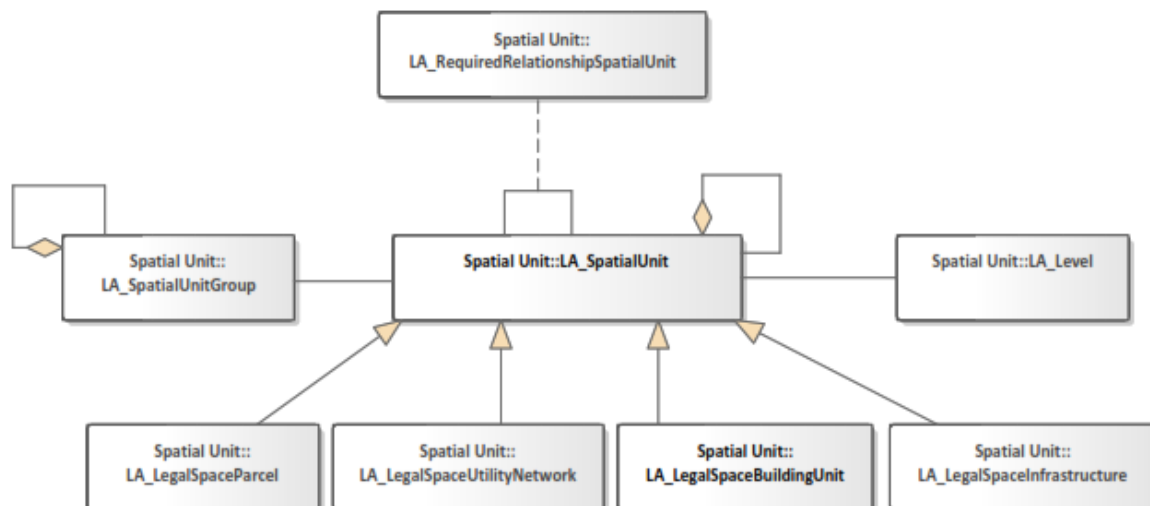 Spatial Unit::
LA_RequiredRelationshipSpatialUnit
Spatial Unit::
LA_SpatialUnitGroup
Spatial Unit::LA_SpatialUnit
Spatial Unit::LA_Level
Spatial Unit::
LA_LegalSpaceParcel
Spatial Unit::
LA_LegalSpaceUtilityNetwork
Spatial Unit::
LA_LegalSpaceBuildingUnit
Spatial Unit::
LA_LegalSpaceInfrastructure